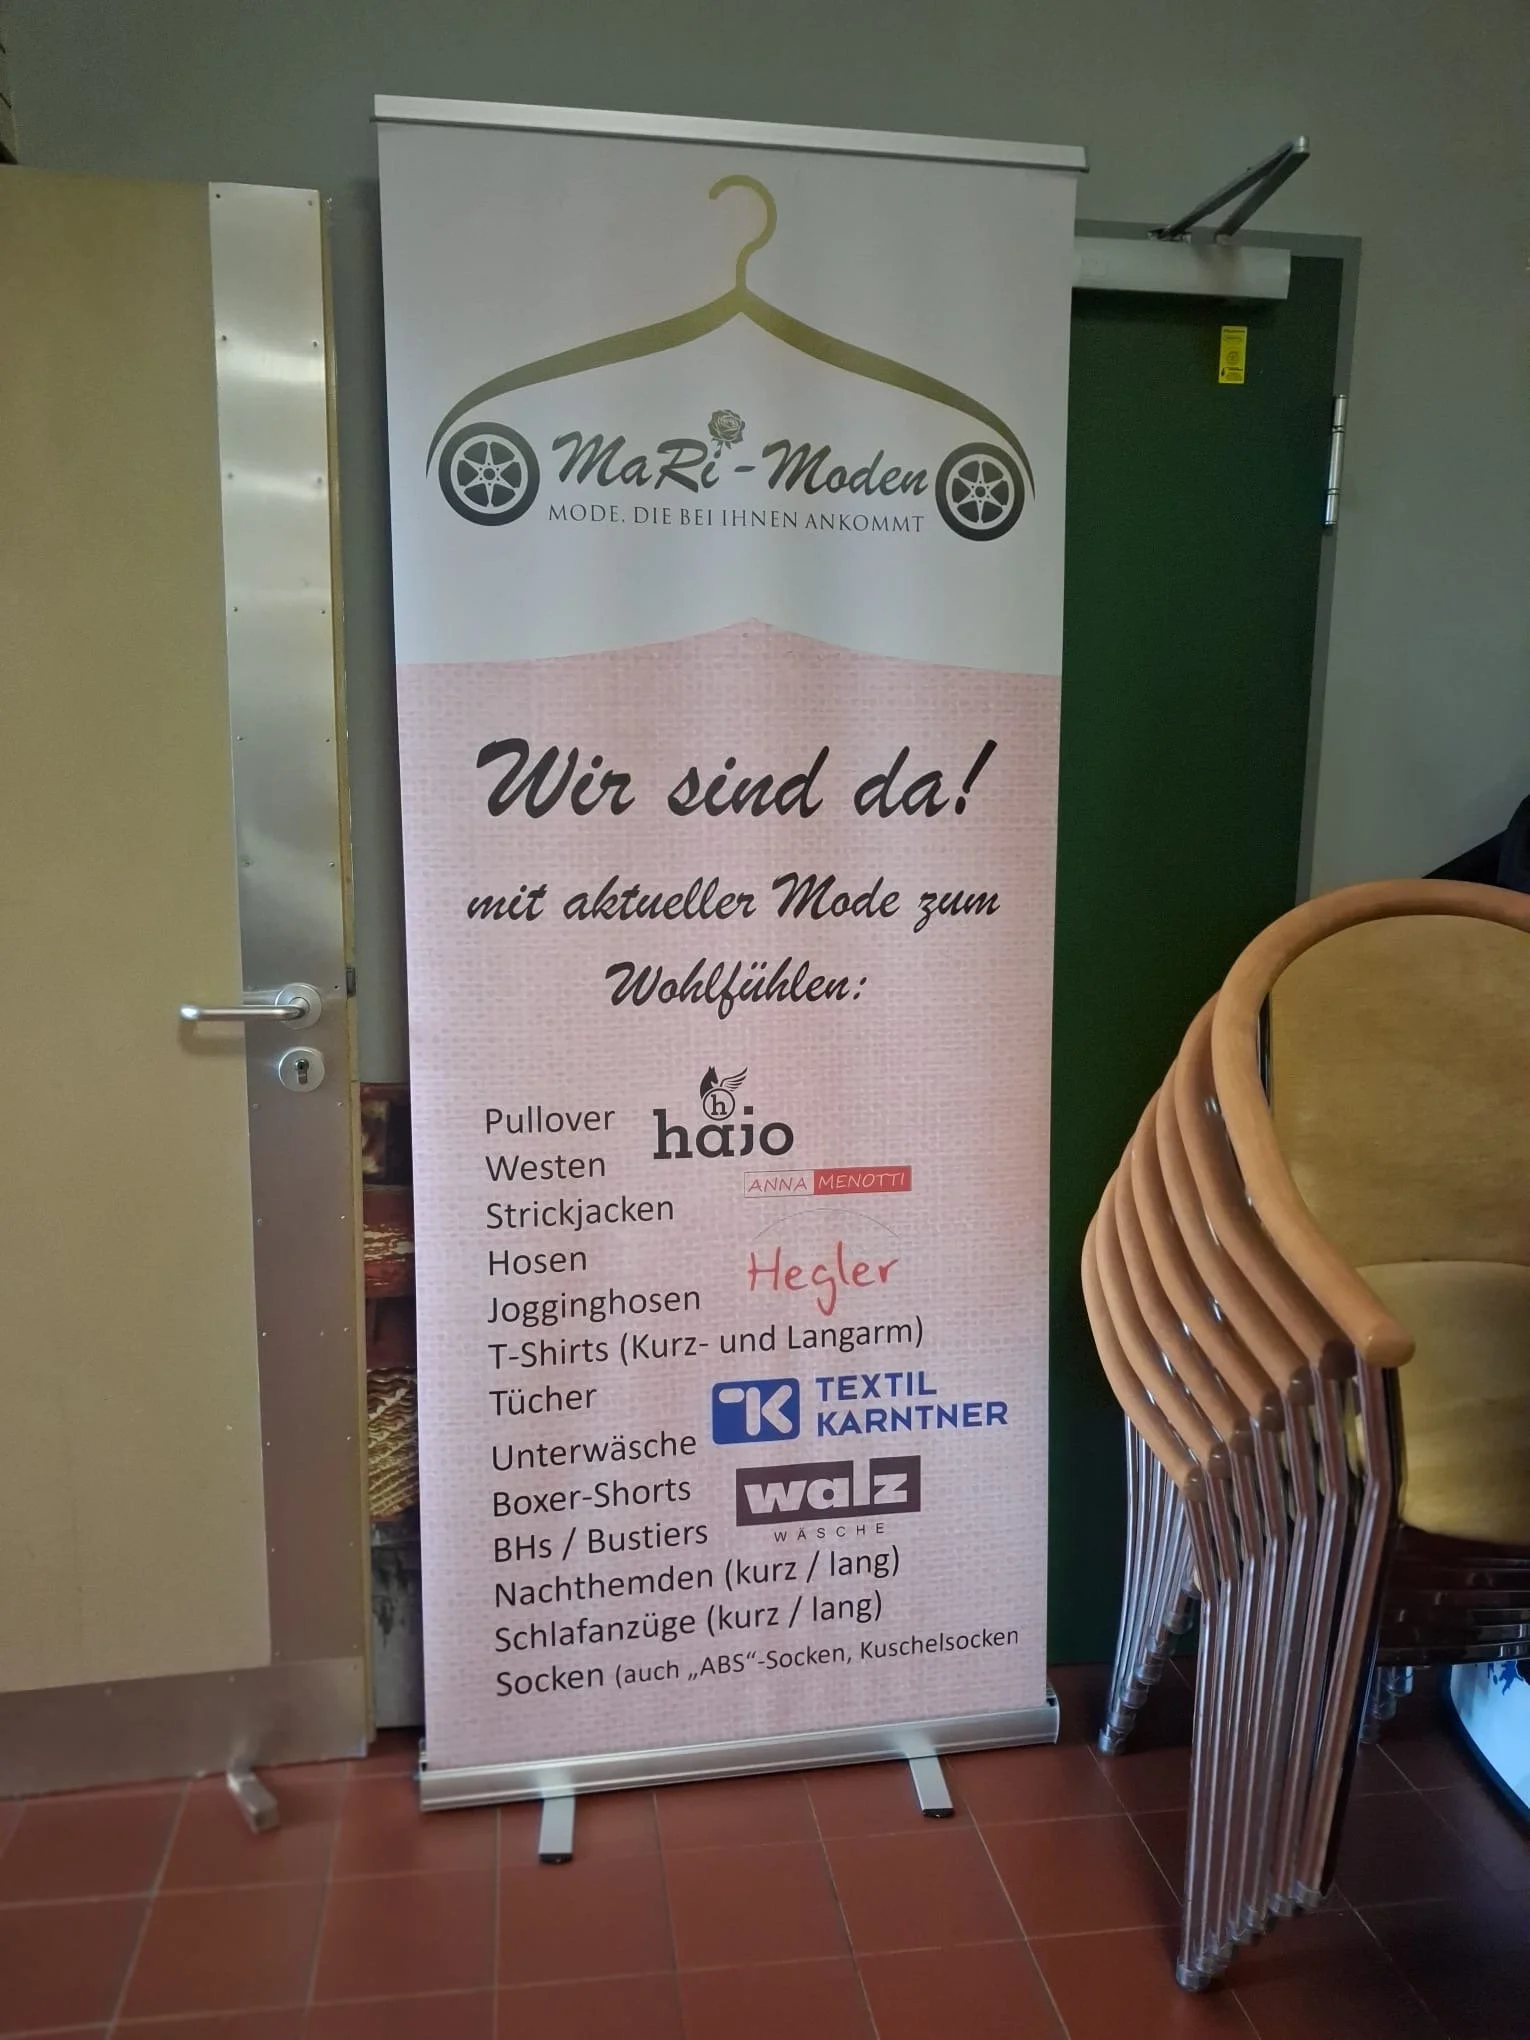 MaRi-Moden
MODE, DIE BEI IHNEN ANKOMMT
Wir sind da!
mit aktueller Mode zum
Wohlfühlen:
Pullover
h
hajo
Westen
ANNA MENOTTI
Strickjacken
Hosen
Hegler
Jogginghosen
T-Shirts (Kurz- und Langarm)
Tücher
TK TEXTIL
KARNTNER
Unterwäsche
Boxer-Shorts
walz
WÄSCHE
BHs / Bustiers
Nachthemden (kurz / lang)
Schlafanzüge (kurz / lang)
Socken (auch „ABS“-Socken, Kuschelsocken